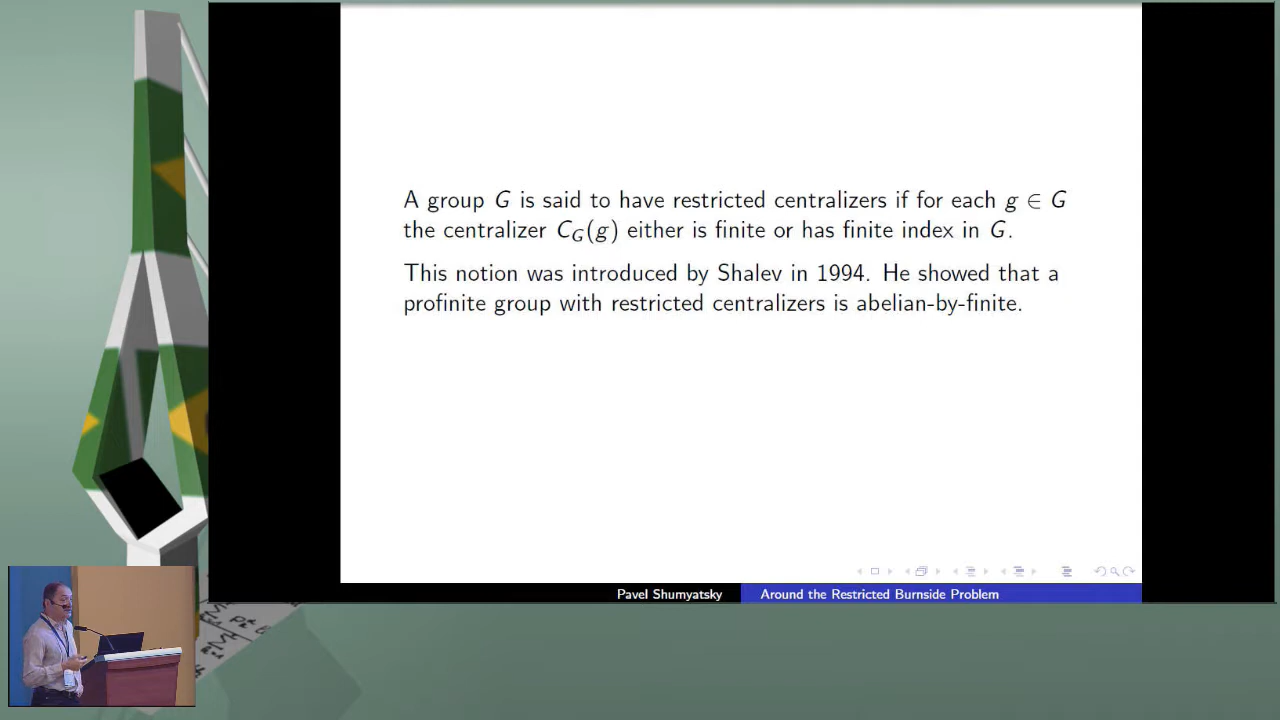 A group G is said to have restricted centralizers if for each g ∈ G
the centralizer C_G(g) either is finite or has finite index in G.
This notion was introduced by Shalev in 1994. He showed that a
profinite group with restricted centralizers is abelian-by-finite.
Pavel Shumyatsky
Around the Restricted Burnside Problem